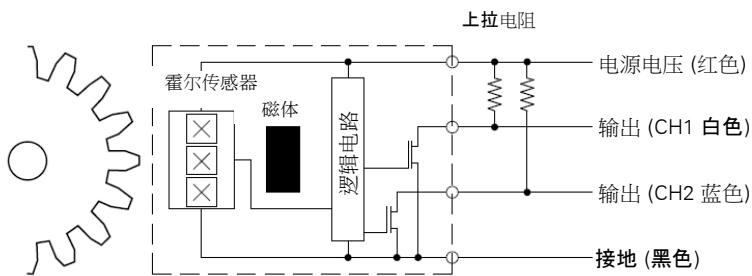 上拉电阻
电源电压 (红色)
霍尔传感器
磁体
逻辑电路
输出 (CH1 白色)
输出 (CH2 蓝色)
接地 (黑色)